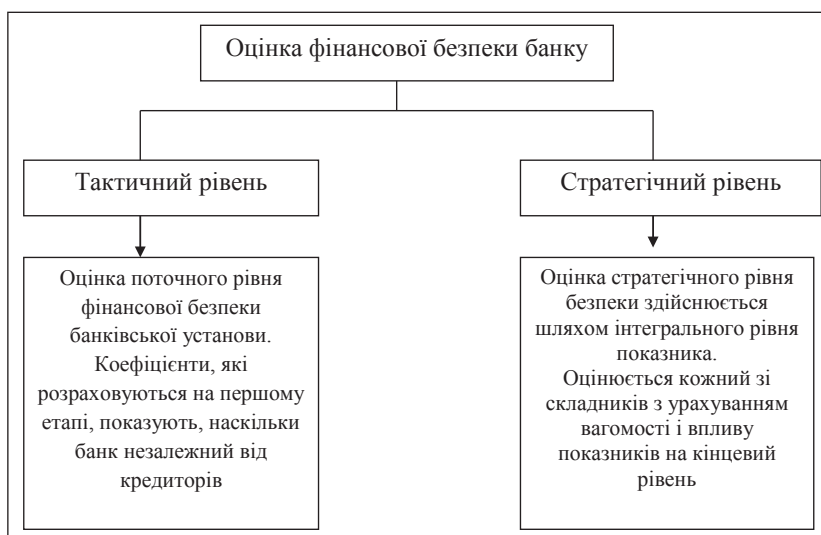 Оцінка фінансової безпеки банку
Тактичний рівень
Стратегічний рівень
Оцінка поточного рівня
фінансової безпеки
банківської установи.
Коефіцієнти, які
розраховуються на першому
етапі, показують, наскільки
банк незалежний від
кредиторів
Оцінка стратегічного рівня
безпеки здійснюється
шляхом інтегрального рівня
показника.
Оцінюється кожний зі
складників з урахуванням
вагомості і впливу
показників на кінцевий
рівень